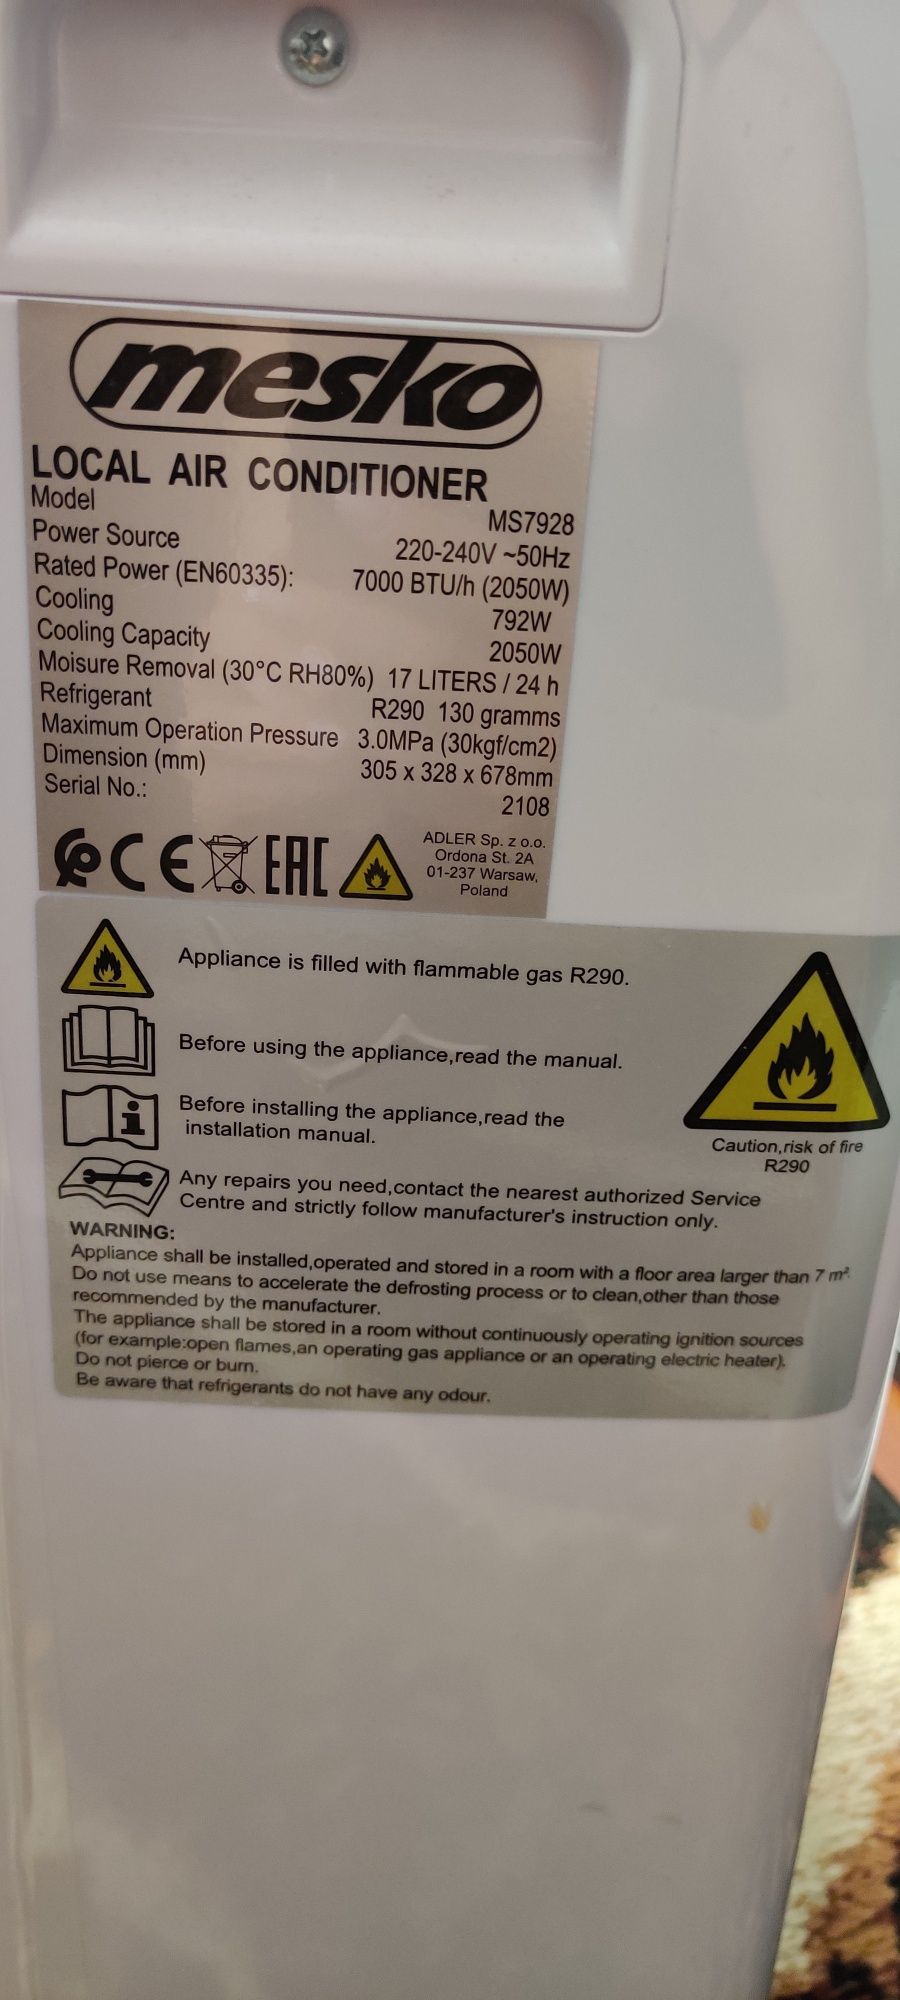 mesko
LOCAL AIR CONDITIONER
Model MS7928
Power Source 220-240V ~50Hz
Rated Power (EN60335): 7000 BTU/h (2050W)
Cooling 792W
Cooling Capacity 2050W
Moisure Removal (30°C RH80%) 17 LITERS / 24 h
Refrigerant R290 130 gramms
Maximum Operation Pressure 3.0MPa (30kgf/cm2)
Dimension (mm) 305 x 328 x 678mm
Serial No.: 2108
CE EAC
ADLER Sp. z o.o.
Ordona St. 2A
01-237 Warsaw,
Poland
Appliance is filled with flammable gas R290.
Before using the appliance,read the manual.
Before installing the appliance,read the
installation manual.
Caution,risk of fire
R290
Any repairs you need,contact the nearest authorized Service
Centre and strictly follow manufacturer's instruction only.
WARNING:
Appliance shall be installed,operated and stored in a room with a floor area larger than 7 m².
Do not use means to accelerate the defrosting process or to clean,other than those
recommended by the manufacturer.
The appliance shall be stored in a room without continuously operating ignition sources
(for example:open flames,an operating gas appliance or an operating electric heater).
Do not pierce or burn.
Be aware that refrigerants do not have any odour.